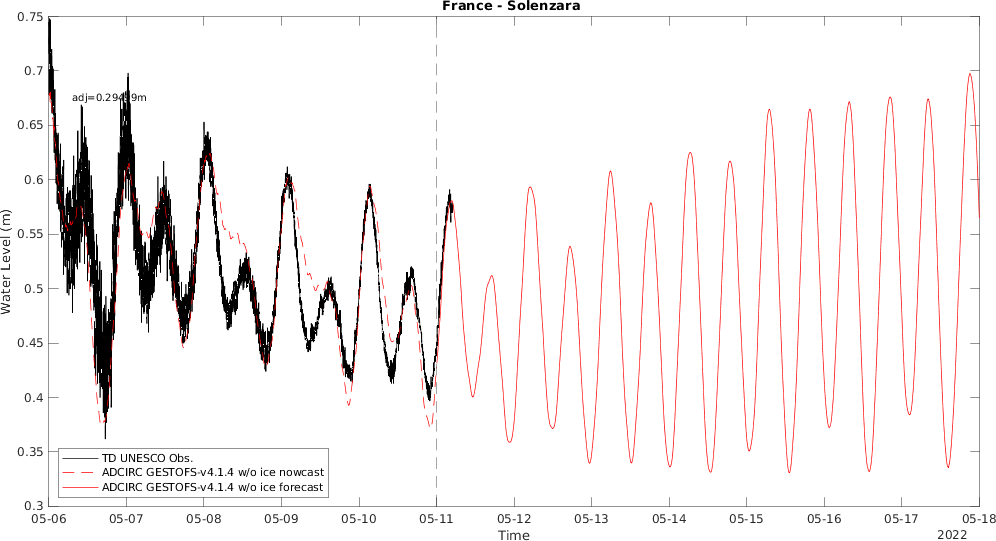 France - Solenzara
Water Level (m)
0.75
0.7
0.65
0.6
0.55
0.5
0.45
0.4
0.35
0.3
TD UNESCO Obs.
ADCIRC GESTOFS-v4.1.4 w/o ice nowcast
ADCIRC GESTOFS-v4.1.4 w/o ice forecast
05-06 05-07 05-08 05-09 05-10 05-11 05-12 05-13 05-14 05-15 05-16 05-17 05-18
Time
2022